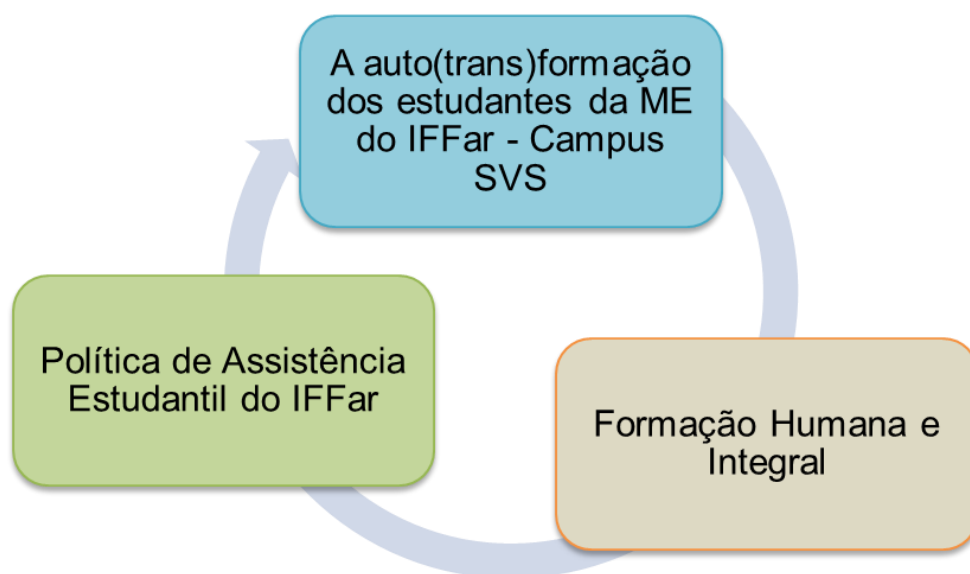 A auto(trans)formação
dos estudantes da ME
do IFFar - Campus
SVS
Política de Assistência
Estudantil do IFFar
Formação Humana e
Integral